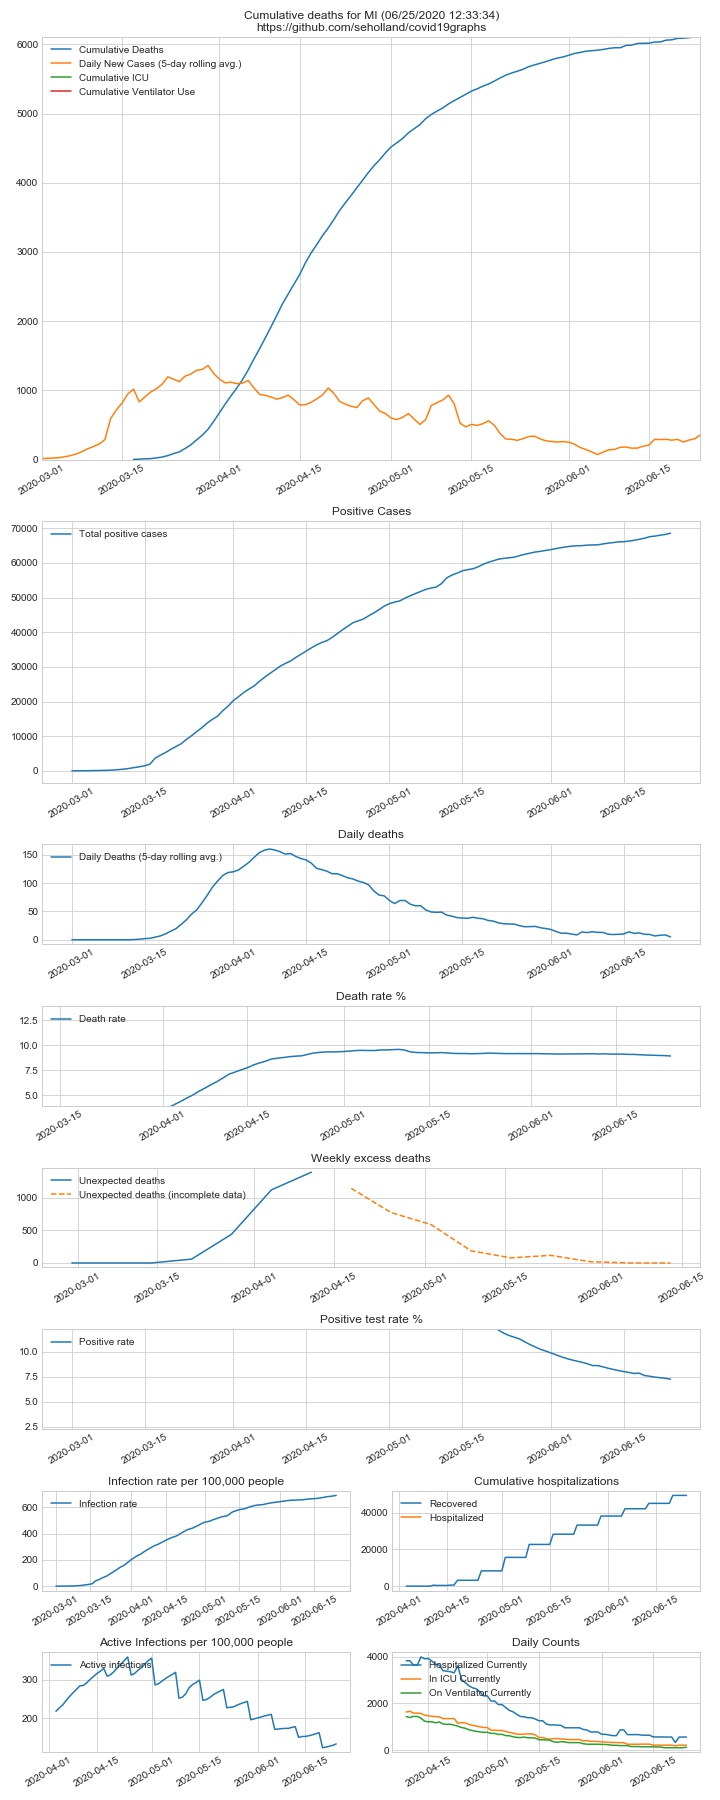 Cumulative deaths for MI (06/25/2020 12:33:34)
https://github.com/seholland/covid19graphs
Cumulative Deaths
Daily New Cases (5-day rolling avg.)
Cumulative ICU
Cumulative Ventilator Use
6000
5000
4000
3000
2000
1000
0
2020-03-01 2020-03-15 2020-04-01 2020-04-15 2020-05-01 2020-05-15 2020-06-01 2020-06-15
Positive Cases
Total positive cases
70000
60000
50000
40000
30000
20000
10000
0
2020-03-01 2020-03-15 2020-04-01 2020-04-15 2020-05-01 2020-05-15 2020-06-01 2020-06-15
Daily deaths
Daily Deaths (5-day rolling avg.)
150
100
50
0
2020-03-01 2020-03-15 2020-04-01 2020-04-15 2020-05-01 2020-05-15 2020-06-01 2020-06-15
Death rate %
Death rate
12.5
10.0
7.5
5.0
2020-03-15 2020-04-01 2020-04-15 2020-05-01 2020-05-15 2020-06-01 2020-06-15
Weekly excess deaths
Unexpected deaths
Unexpected deaths (incomplete data)
1000
500
0
2020-03-01 2020-03-15 2020-04-01 2020-04-15 2020-05-01 2020-05-15 2020-06-01 2020-06-15
Positive test rate %
Positive rate
10.0
7.5
5.0
2.5
2020-03-01 2020-03-15 2020-04-01 2020-04-15 2020-05-01 2020-05-15 2020-06-01 2020-06-15
Infection rate per 100,000 people
Infection rate
600
400
200
0
2020-03-01 2020-03-15 2020-04-01 2020-04-15 2020-05-01 2020-05-15 2020-06-01 2020-06-15
Cumulative hospitalizations
Recovered
Hospitalized
40000
20000
0
2020-04-01 2020-04-15 2020-05-01 2020-05-15 2020-06-01 2020-06-15
Active Infections per 100,000 people
Active infections
300
200
2020-04-01 2020-04-15 2020-05-01 2020-05-15 2020-06-01 2020-06-15
Daily Counts
Hospitalized Currently
In ICU Currently
On Ventilator Currently
4000
2000
0
2020-04-15 2020-05-01 2020-05-15 2020-06-01 2020-06-15